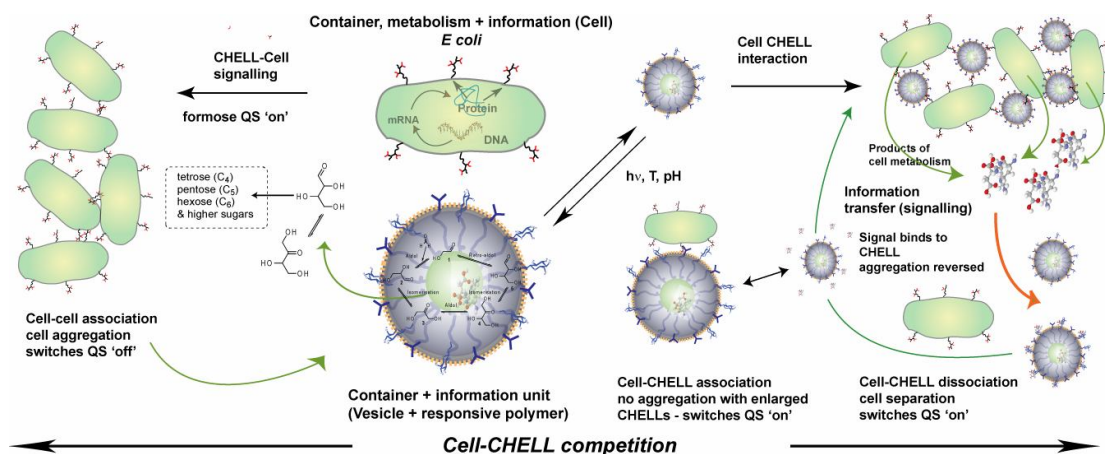 Container, metabolism + information (Cell)
E coli
CHELL-Cell
signalling
formose QS 'on'
mRNA
Protein
DNA
tetrose (C4)
pentose (C5)
hexose (C6)
& higher sugars
Cell-cell association
cell aggregation
switches QS 'off'
Aldol
Retro-aldol
Isomerization
Isomerization
Aldol
Container + information unit
(Vesicle + responsive polymer)
hν, T, pH
Cell CHELL
interaction
Products of
cell metabolism
Information
transfer (signalling)
Signal binds to
CHELL
aggregation reversed
Cell-CHELL association
no aggregation with enlarged
CHELLs - switches QS 'on'
Cell-CHELL dissociation
cell separation
switches QS 'on'
Cell-CHELL competition